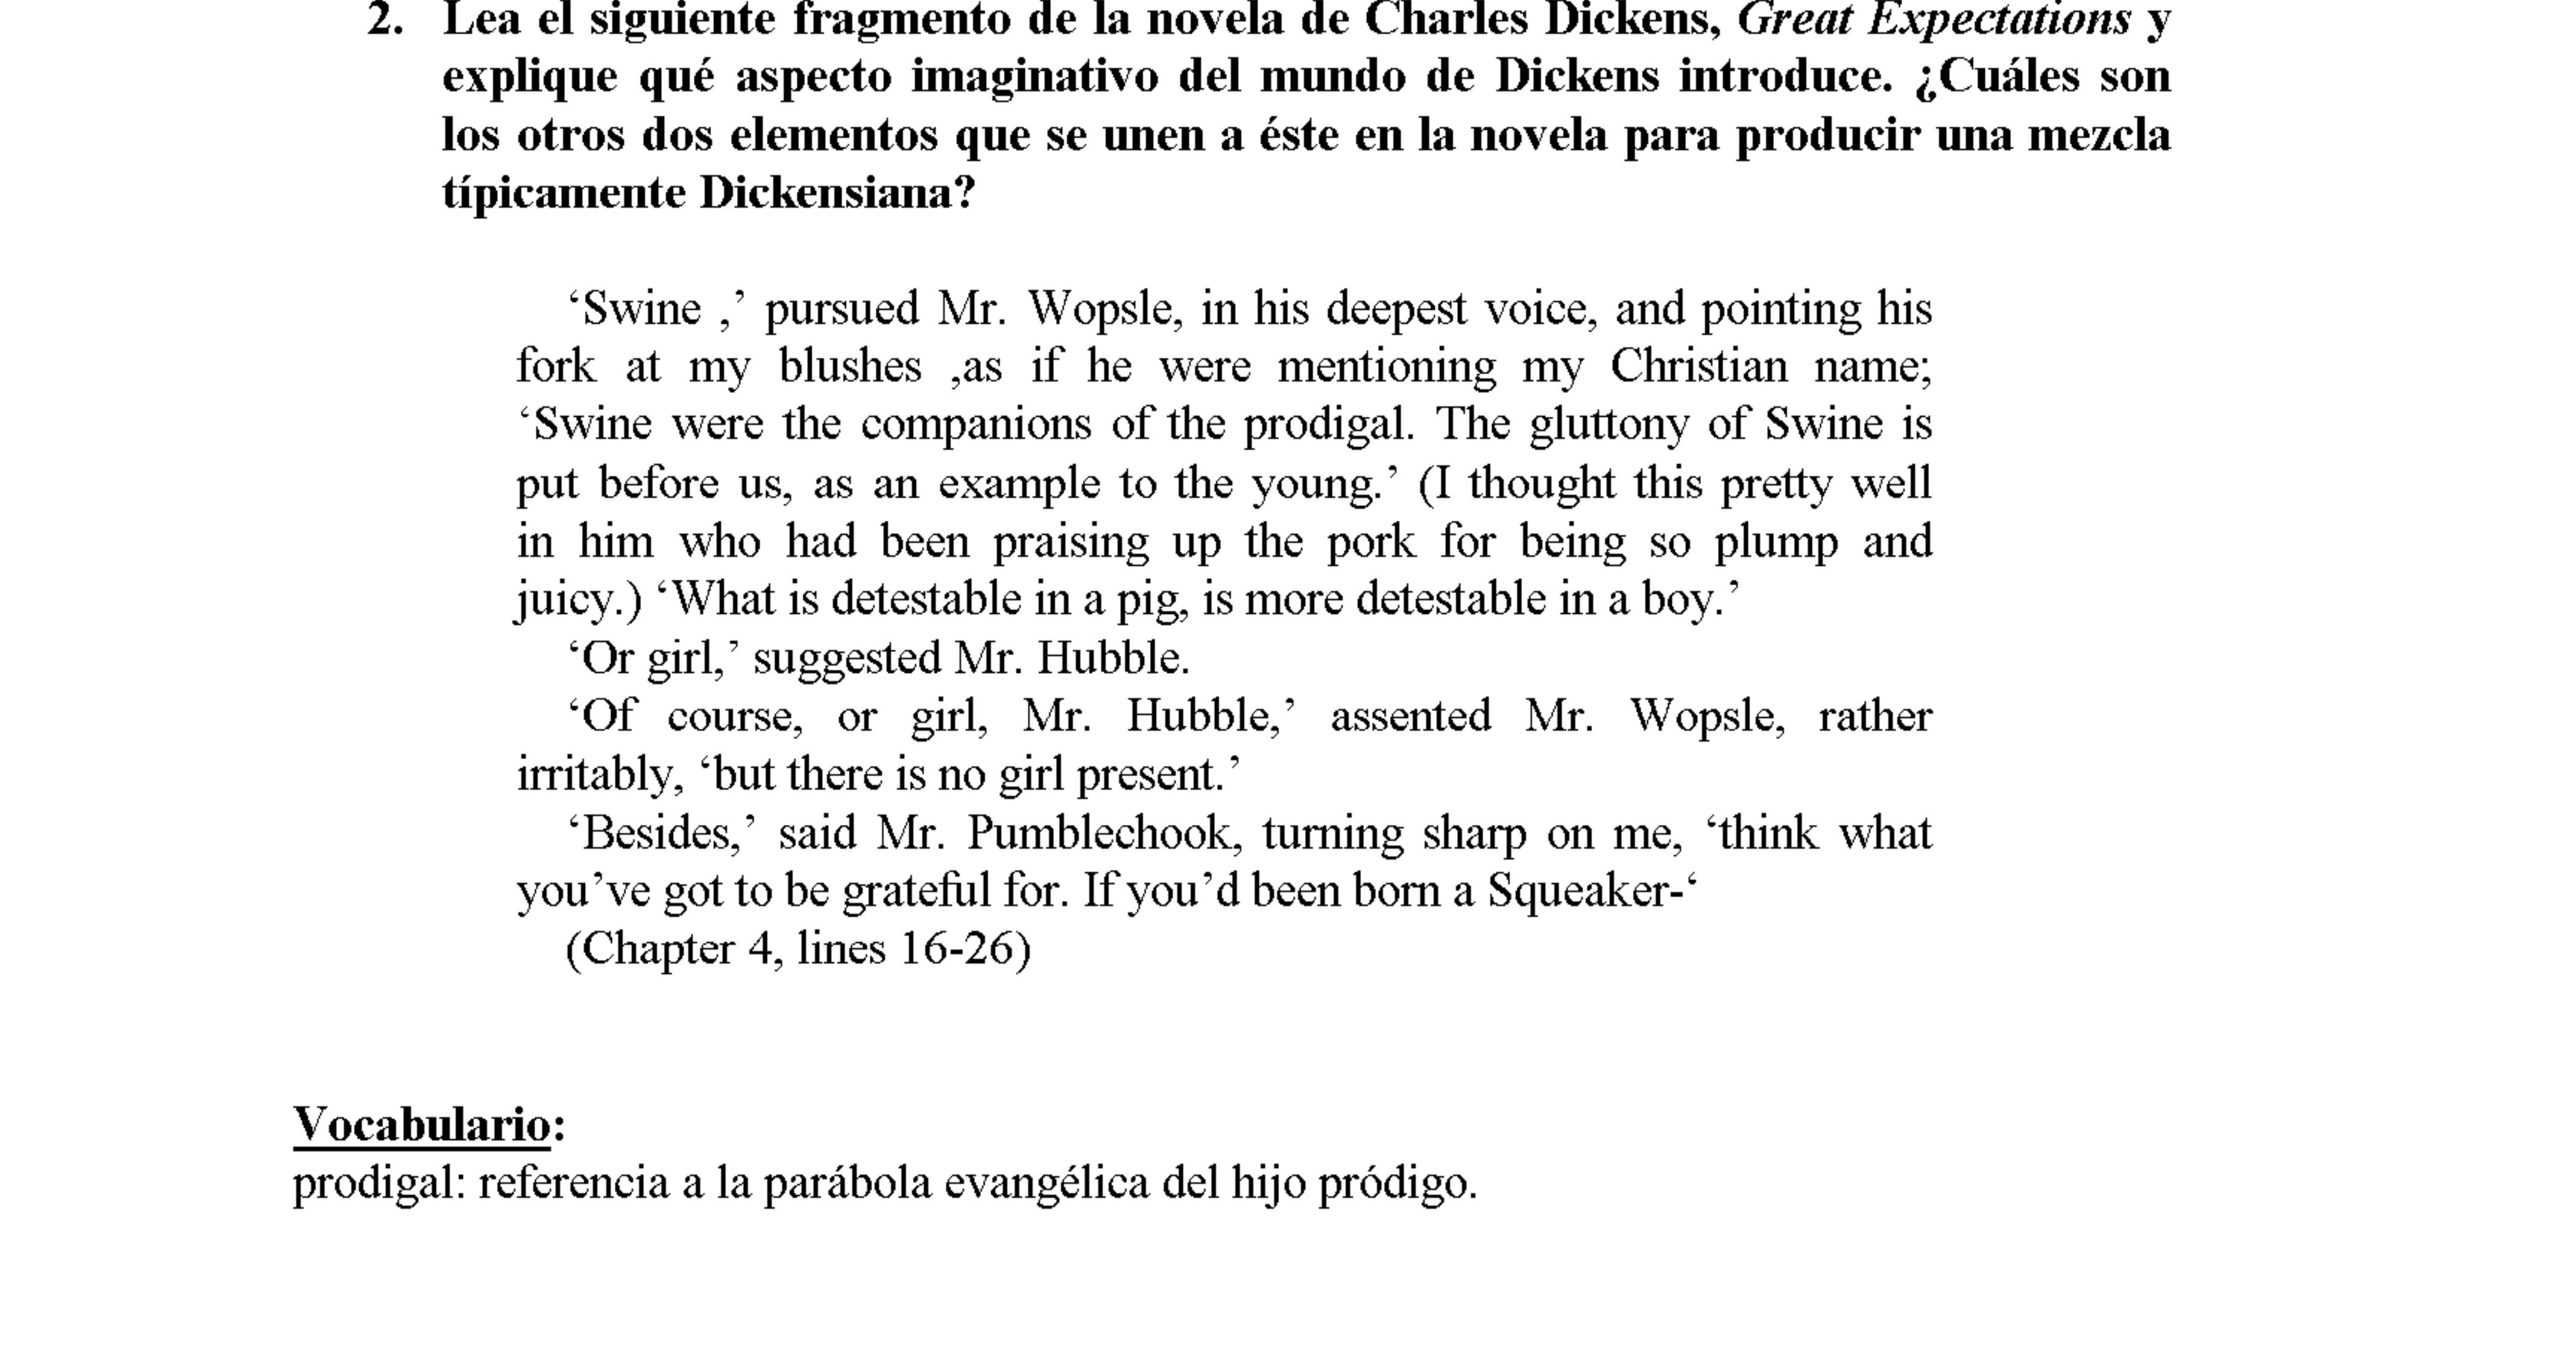 2. Lea el siguiente fragmento de la novela de Charles Dickens, Great Expectations y
explique qué aspecto imaginativo del mundo de Dickens introduce. ¿Cuáles son
los otros dos elementos que se unen a éste en la novela para producir una mezcla
típicamente Dickensiana?
‘Swine ,’ pursued Mr. Wopsle, in his deepest voice, and pointing his
fork at my blushes ,as if he were mentioning my Christian name;
‘Swine were the companions of the prodigal. The gluttony of Swine is
put before us, as an example to the young.’ (I thought this pretty well
in him who had been praising up the pork for being so plump and
juicy.) ‘What is detestable in a pig, is more detestable in a boy.’
‘Or girl,’ suggested Mr. Hubble.
‘Of course, or girl, Mr. Hubble,’ assented Mr. Wopsle, rather
irritably, ‘but there is no girl present.’
‘Besides,’ said Mr. Pumblechook, turning sharp on me, ‘think what
you’ve got to be grateful for. If you’d been born a Squeaker-‘
(Chapter 4, lines 16-26)
Vocabulario:
prodigal: referencia a la parábola evangélica del hijo pródigo.